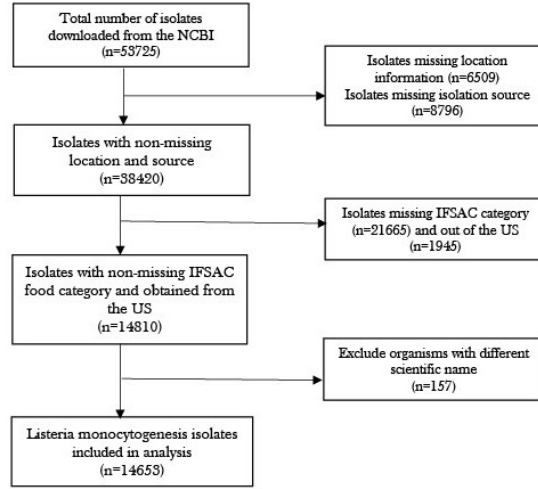 Total number of isolates
downloaded from the NCBI
(n=53725)
Isolates missing location
information (n=6509)
Isolates missing isolation source
(n=8796)
Isolates with non-missing
location and source
(n=38420)
Isolates missing IFSAC category
(n=21665) and out of the US
(n=1945)
Isolates with non-missing IFSAC
food category and obtained from
the US
(n=14810)
Exclude organisms with different
scientific name
(n=157)
Listeria monocytogenesis isolates
included in analysis
(n=14653)